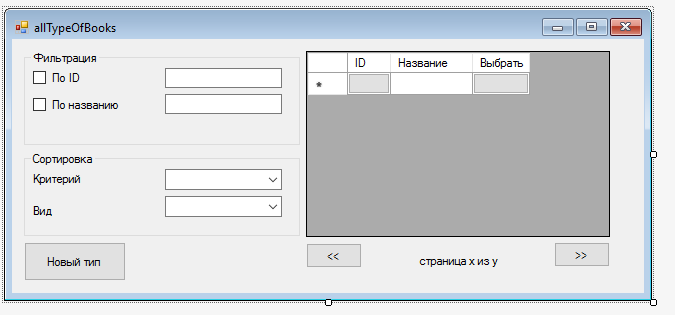 allTypeOfBooks
Фильтрация
По ID
По названию
Сортировка
Критерий
Вид
Новый тип
ID Название Выбрать
*
<< страница x из y >>